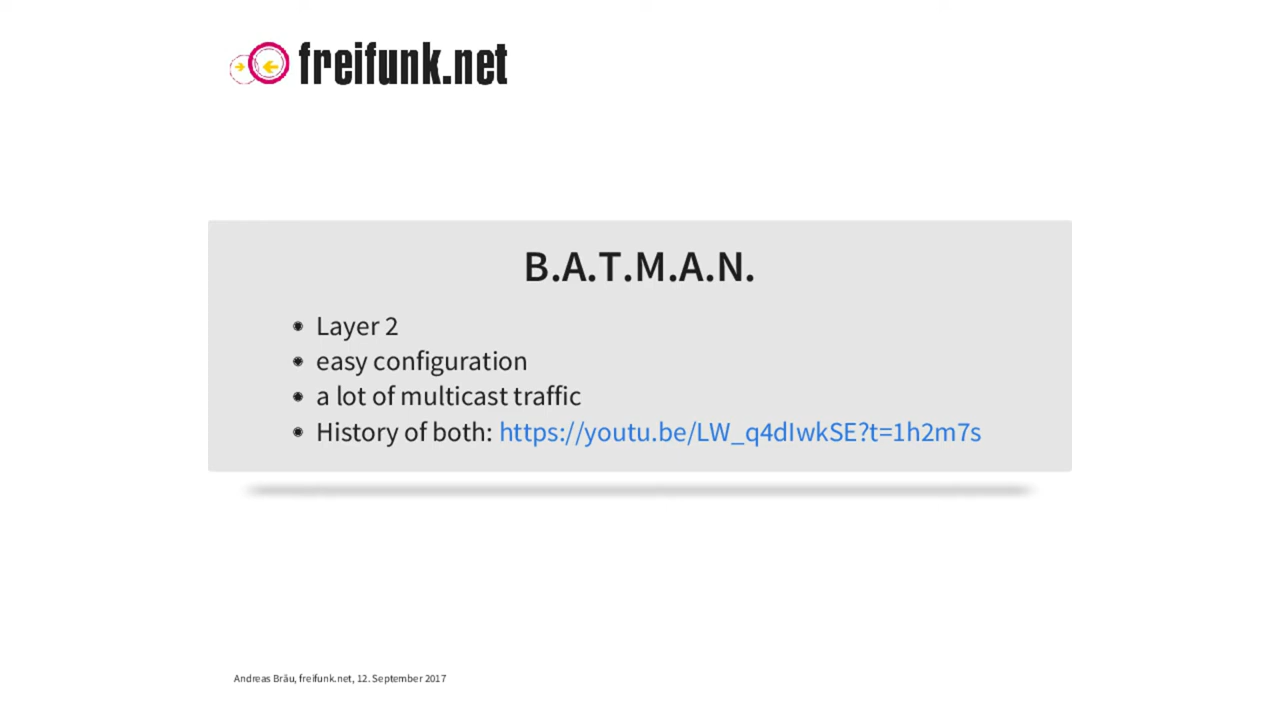 freifunk.net
B.A.T.M.A.N.
Layer 2
easy configuration
a lot of multicast traffic
History of both: https://youtu.be/LW_q4dIwkSE?t=1h2m7s
Andreas Bräu, freifunk.net, 12. September 2017